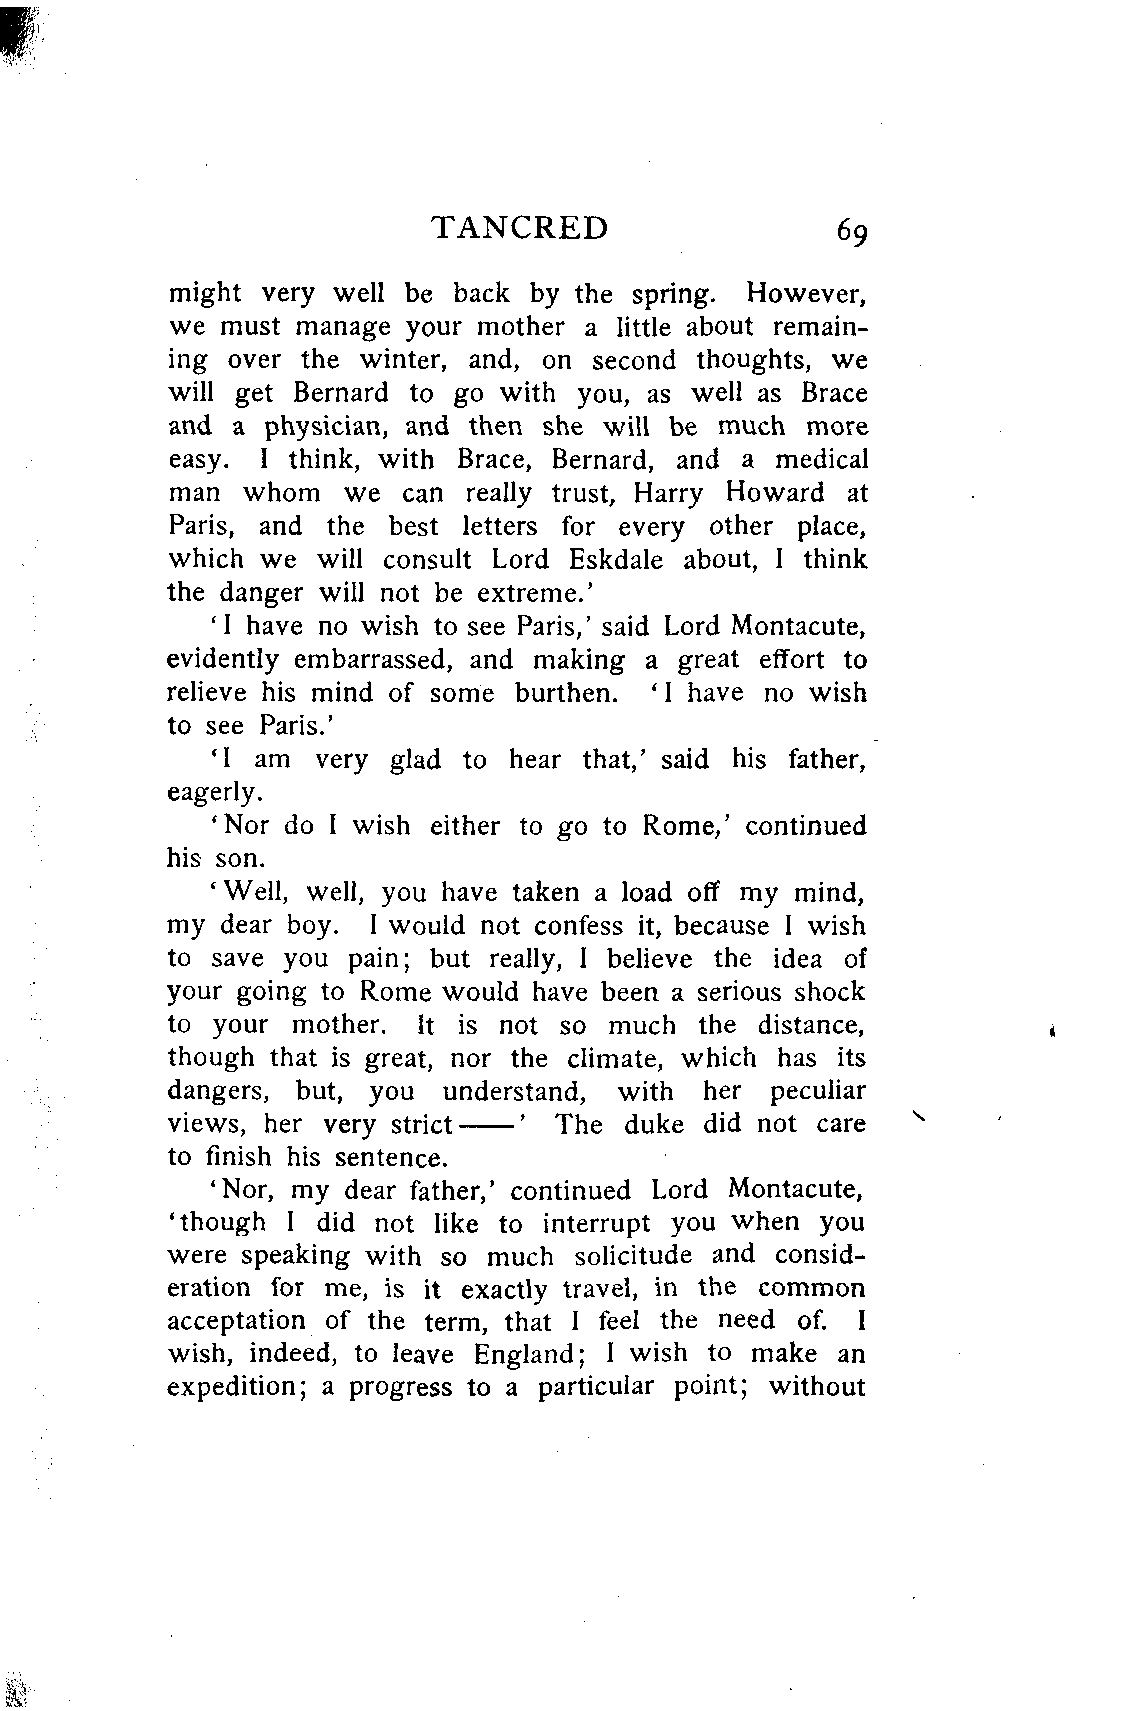 TANCRED 69
might very well be back by the spring. However,
we must manage your mother a little about remain-
ing over the winter, and, on second thoughts, we
will get Bernard to go with you, as well as Brace
and a physician, and then she will be much more
easy. I think, with Brace, Bernard, and a medical
man whom we can really trust, Harry Howard at
Paris, and the best letters for every other place,
which we will consult Lord Eskdale about, I think
the danger will not be extreme.'
'I have no wish to see Paris,' said Lord Montacute,
evidently embarrassed, and making a great effort to
relieve his mind of some burthen. 'I have no wish
to see Paris.'
'I am very glad to hear that,' said his father,
eagerly.
'Nor do I wish either to go to Rome,' continued
his son.
'Well, well, you have taken a load off my mind,
my dear boy. I would not confess it, because I wish
to save you pain; but really, I believe the idea of
your going to Rome would have been a serious shock
to your mother. It is not so much the distance,
though that is great, nor the climate, which has its
dangers, but, you understand, with her peculiar
views, her very strict——' The duke did not care
to finish his sentence.
'Nor, my dear father,' continued Lord Montacute,
'though I did not like to interrupt you when you
were speaking with so much solicitude and consid-
eration for me, is it exactly travel, in the common
acceptation of the term, that I feel the need of. I
wish, indeed, to leave England; I wish to make an
expedition; a progress to a particular point; without